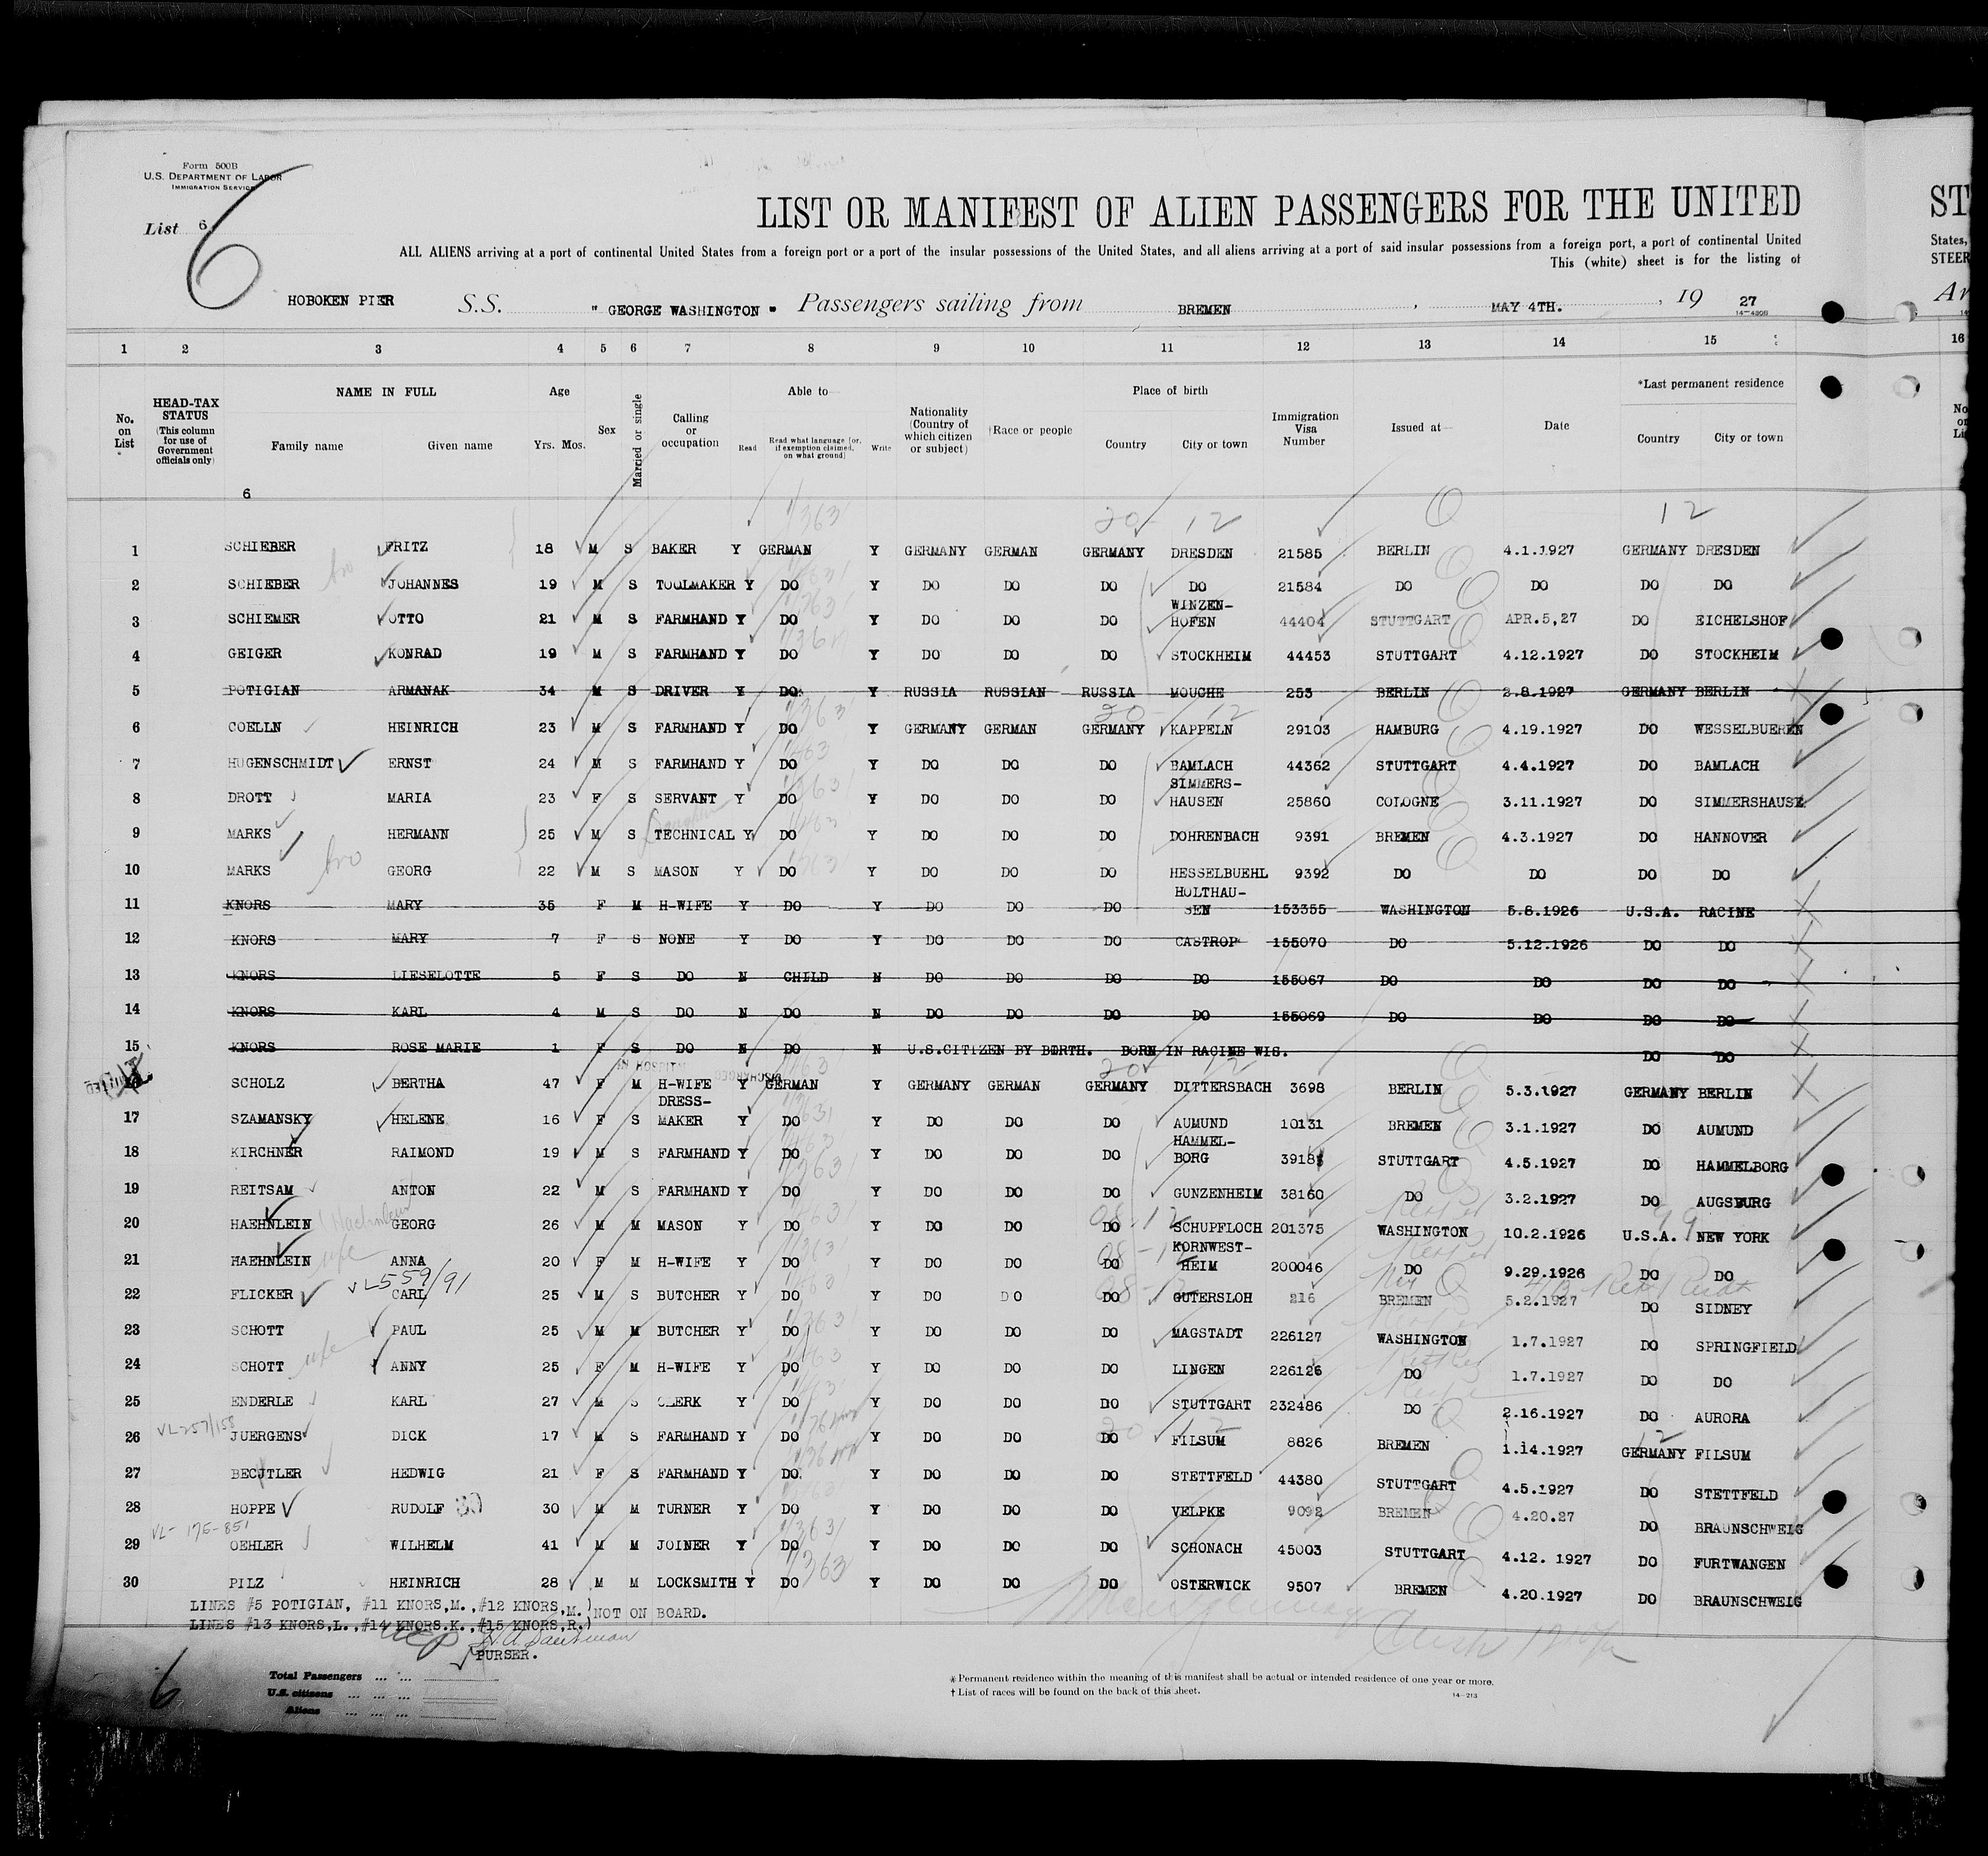 Form 500B
U.S. DEPARTMENT OF LABOR
IMMIGRATION SERVICE
List 6
6
LIST OR MANIFEST OF ALIEN PASSENGERS FOR THE UNITED
ST
ALL ALIENS arriving at a port of continental United States from a foreign port or a port of the insular possessions of the United States, and all aliens arriving at a port of said insular possessions from a foreign port, a port of continental United
States,
This (white) sheet is for the listing of
STEER
HOBOKEN PIER S.S. " GEORGE WASHINGTON " Passengers sailing from BREMEN , MAY 4TH. , 19 27
14-430B
1 2 3 4 5 6 7 8 9 10 11 12 13 14 15 16
No. on List
HEAD-TAX STATUS (This column for use of Government officials only)
NAME IN FULL Family name Given name
Age Yrs. Mos.
Sex
Married or single
Calling or occupation
Able to— Read Read what language (or, if exemption claimed, on what ground) Write
Nationality (Country of which citizen or subject)
†Race or people
Place of birth Country City or town
Immigration Visa Number
Issued at—
Date
*Last permanent residence Country City or town
6
20 12 12
1 SCHIEBER FRITZ 18 M S BAKER Y GERMAN Y GERMANY GERMAN GERMANY DRESDEN 21585 BERLIN 4.1.1927 GERMANY DRESDEN
2 SCHIEBER bro JOHANNES 19 M S TOOLMAKER Y DO Y DO DO DO DO 21584 DO DO DO DO
3 SCHIEMER OTTO 21 M S FARMHAND Y DO Y DO DO DO WINZEN-HOFEN 44404 STUTTGART APR.5,27 DO EICHELSHOF
4 GEIGER KONRAD 19 M S FARMHAND Y DO Y DO DO DO STOCKHEIM 44453 STUTTGART 4.12.1927 DO STOCKHEIM
5 POTIGIAN ARMANAK 34 M S DRIVER Y DO Y RUSSIA RUSSIAN RUSSIA MOUCHE 253 BERLIN 2.8.1927 GERMANY BERLIN
6 COELLN HEINRICH 23 M S FARMHAND Y DO Y GERMANY GERMAN GERMANY KAPPELN 29103 HAMBURG 4.19.1927 DO WESSELBUEREN
7 HUGENSCHMIDT ERNST 24 M S FARMHAND Y DO Y DO DO DO BAMLACH 44362 STUTTGART 4.4.1927 DO BAMLACH
8 DROTT MARIA 23 F S SERVANT Y DO Y DO DO DO SIMMERS-HAUSEN 25860 COLOGNE 3.11.1927 DO SIMMERSHAUSE
9 MARKS HERMANN 25 M S TECHNICAL Y DO Y DO DO DO DOHRENBACH 9391 BREMEN 4.3.1927 DO HANNOVER
10 MARKS bro GEORG 22 M S MASON Y DO Y DO DO DO HESSELBUEHL 9392 DO DO DO DO
11 KNORS MARY 35 F M H-WIFE Y DO Y DO DO DO HOLTHAU-SEN 153355 WASHINGTON 5.8.1926 U.S.A. RACINE
12 KNORS MARY 7 F S NONE Y DO Y DO DO DO CASTROP 155070 DO 5.12.1926 DO DO
13 KNORS LIESELOTTE 5 F S DO N CHILD N DO DO DO DO 155067 DO DO DO DO
14 KNORS KARL 4 M S DO N DO N DO DO DO DO 155069 DO DO DO DO
15 KNORS ROSE MARIE 1 F S DO N DO N U.S.CITIZEN BY BIRTH. BORN IN RACINE WIS. DO DO
SCHOLZ BERTHA 47 F M H-WIFE Y GERMAN Y GERMANY GERMAN GERMANY DITTERSBACH 3698 BERLIN 5.3.1927 GERMANY BERLIN
17 SZAMANSKY HELENE 16 F S DRESS-MAKER Y DO Y DO DO DO AUMUND 10131 BREMEN 3.1.1927 DO AUMUND
18 KIRCHNER RAIMOND 19 M S FARMHAND Y DO Y DO DO DO HAMMEL-BORG STUTTGART 4.5.1927 DO HAMMELBORG
19 REITSAM ANTON 22 M S FARMHAND Y DO Y DO DO DO GUNZENHEIM 38160 DO 3.2.1927 DO AUGSBURG
20 HAEHNLEIN GEORG 26 M M MASON Y DO Y DO DO DO SCHUPFLOCH 201375 WASHINGTON 10.2.1926 U.S.A. NEW YORK
21 HAEHNLEIN wife ANNA 20 F M H-WIFE Y DO Y DO DO DO KORNWEST-HEIM 200046 DO 9.29.1926 DO DO
VL559/91
22 FLICKER CARL 25 M S BUTCHER Y DO Y DO DO DO GUTERSLOH 216 BREMEN 5.2.1927 DO SIDNEY
23 SCHOTT PAUL 25 M M BUTCHER Y DO Y DO DO DO MAGSTADT 226127 WASHINGTON 1.7.1927 DO SPRINGFIELD
24 SCHOTT wife ANNY 25 F M H-WIFE Y DO Y DO DO DO LINGEN 226126 DO 1.7.1927 DO DO
25 ENDERLE KARL 27 M S CLERK Y DO Y DO DO DO STUTTGART 232486 DO 2.16.1927 DO AURORA
VL-257/158
26 JUERGENS DICK 17 M S FARMHAND Y DO Y DO DO DO FILSUM 8826 BREMEN 1.14.1927 GERMANY FILSUM
27 HEDWIG 21 F S FARMHAND Y DO Y DO DO DO STETTFELD 44380 STUTTGART 4.5.1927 DO STETTFELD
28 HOPPE RUDOLF 30 30 M M TURNER Y DO Y DO DO DO VELPKE 9092 BREMEN 4.20.27 DO BRAUNSCHWEIG
VL- 175-851
29 OEHLER WILHELM 41 M M JOINER Y DO Y DO DO DO SCHONACH 45003 STUTTGART 4.12. 1927 DO FURTWANGEN
30 PILZ HEINRICH 28 M M LOCKSMITH Y DO Y DO DO DO OSTERWICK 9507 BREMEN 4.20.1927 DO BRAUNSCHWEIG
LINES #5 POTIGIAN, #11 KNORS,M.,#12 KNORS,M.) NOT ON BOARD.
LINES #13 KNORS,L.,#14 KNORS.K.,#15 KNORS,R.)
PURSER.
6
Total Passengers ... ... ...
U.S. citizens ... ... ...
Aliens ... ... ...
* Permanent residence within the meaning of this manifest shall be actual or intended residence of one year or more.
† List of races will be found on the back of this sheet.
14-213